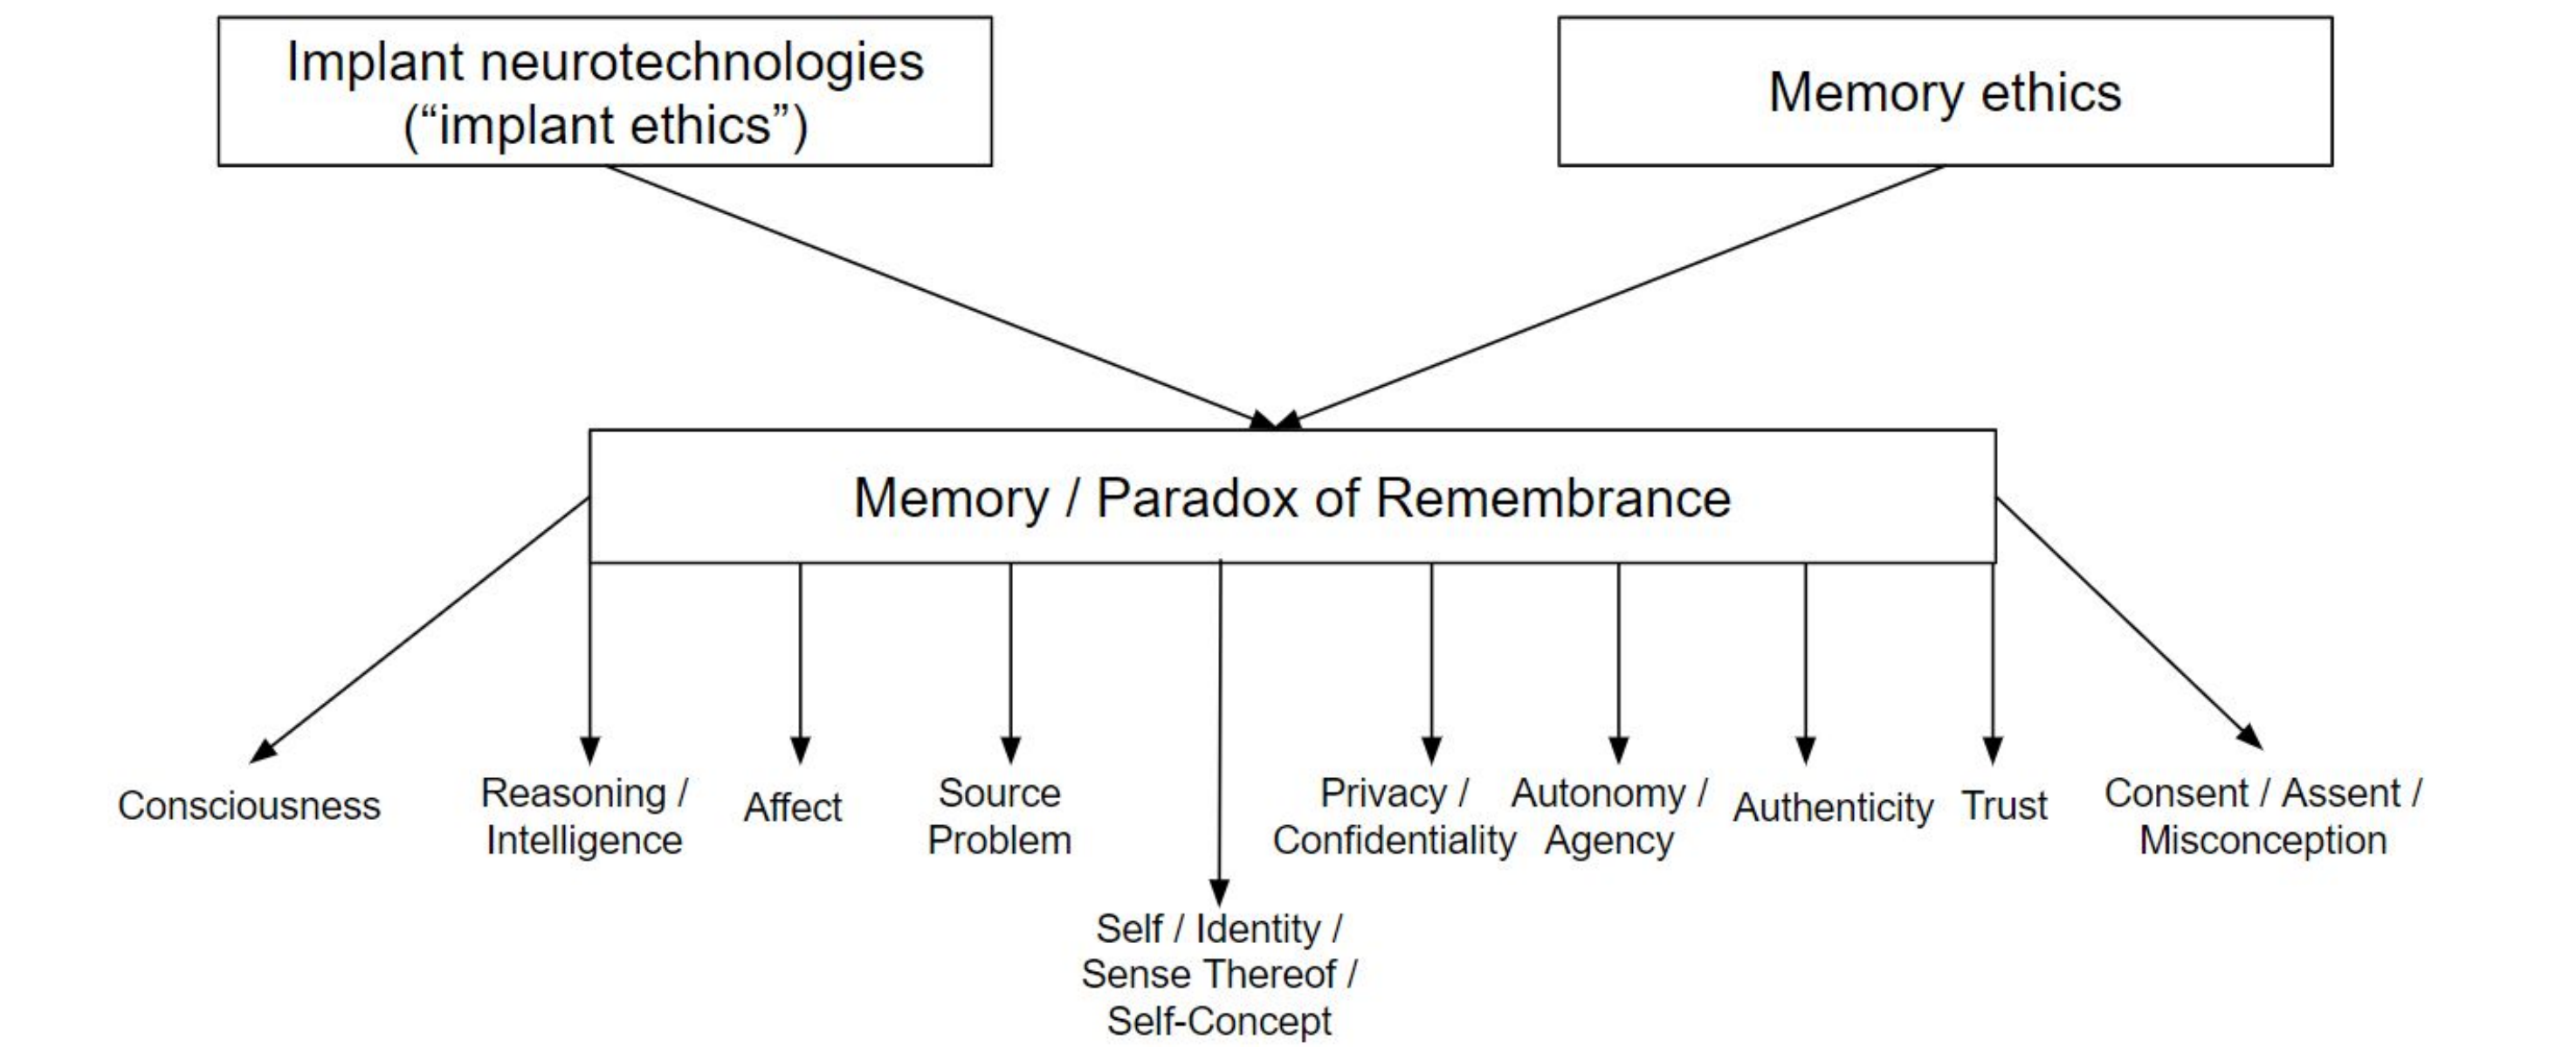 Implant neurotechnologies
(“implant ethics”)
Memory ethics
Memory / Paradox of Remembrance
Consciousness
Reasoning /
Intelligence
Affect
Source
Problem
Self / Identity /
Sense Thereof /
Self-Concept
Privacy /
Confidentiality
Autonomy /
Agency
Authenticity
Trust
Consent / Assent /
Misconception